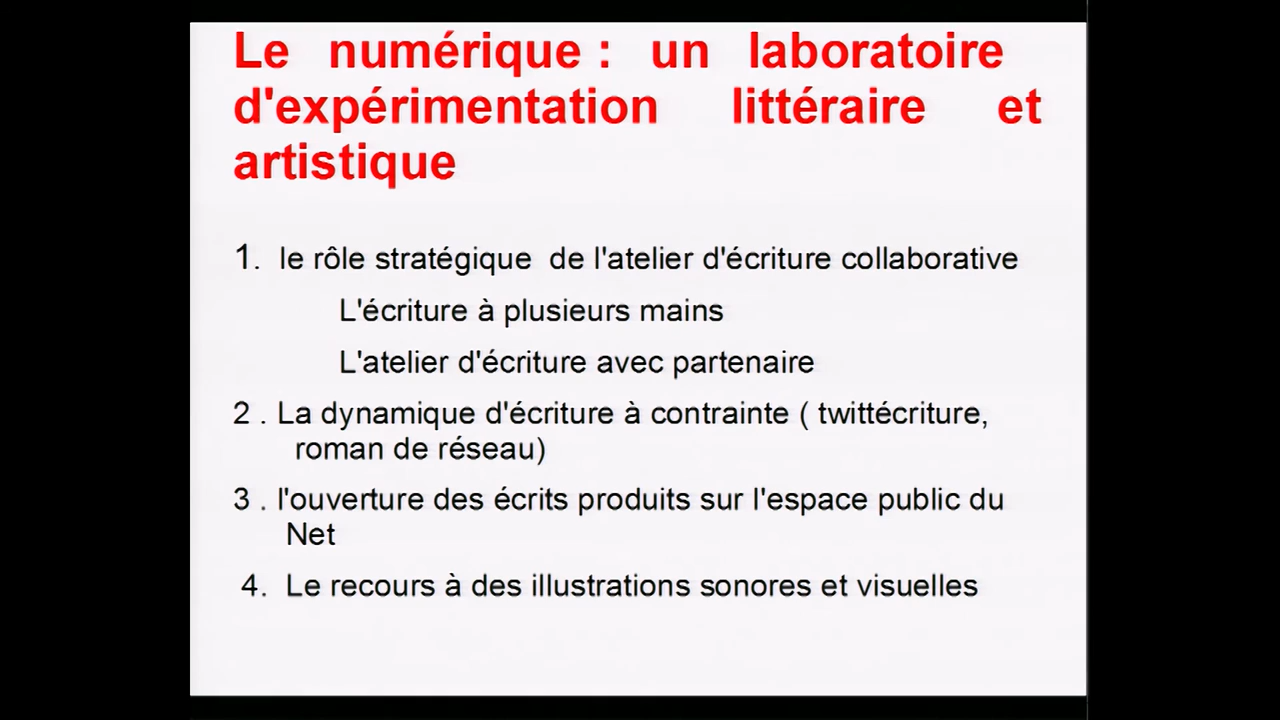 Le numérique : un laboratoire
d'expérimentation littéraire et
artistique
1. le rôle stratégique de l'atelier d'écriture collaborative
L'écriture à plusieurs mains
L'atelier d'écriture avec partenaire
2 . La dynamique d'écriture à contrainte ( twittécriture,
roman de réseau)
3 . l'ouverture des écrits produits sur l'espace public du
Net
4. Le recours à des illustrations sonores et visuelles